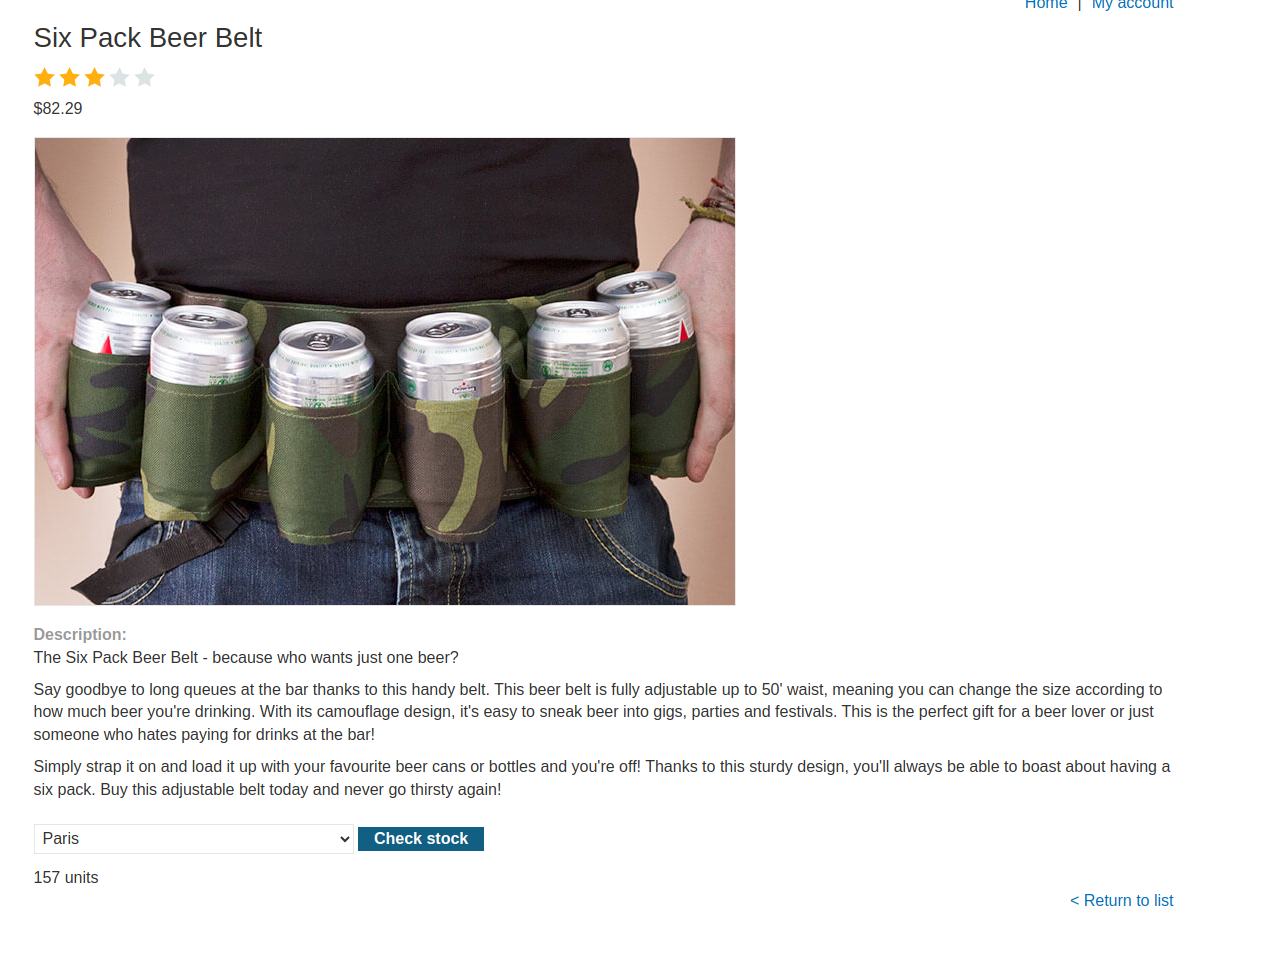 Home | My account
Six Pack Beer Belt
$82.29
Description:
The Six Pack Beer Belt - because who wants just one beer?
Say goodbye to long queues at the bar thanks to this handy belt. This beer belt is fully adjustable up to 50' waist, meaning you can change the size according to
how much beer you're drinking. With its camouflage design, it's easy to sneak beer into gigs, parties and festivals. This is the perfect gift for a beer lover or just
someone who hates paying for drinks at the bar!
Simply strap it on and load it up with your favourite beer cans or bottles and you're off! Thanks to this sturdy design, you'll always be able to boast about having a
six pack. Buy this adjustable belt today and never go thirsty again!
Paris Check stock
157 units
< Return to list